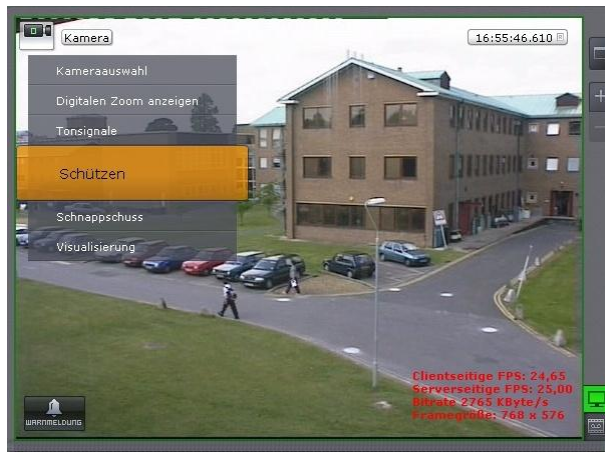 Kamera
16:55:46.610
Kameraauswahl
Digitalen Zoom anzeigen
Tonsignale
Schützen
Schnappschuss
Visualisierung
Clientseitige FPS: 24,65
Serverseitige FPS: 25,00
Bitrate 2765 KByte/s
Framegröße: 768 x 576
WARNMELDUNG